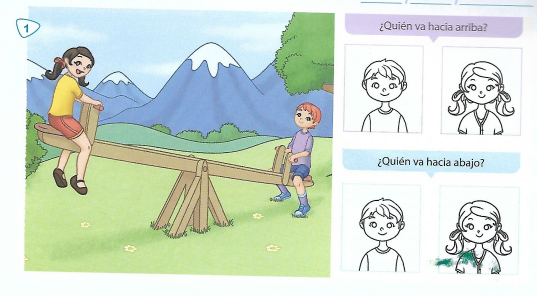 1
¿Quién va hacia arriba?
¿Quién va hacia abajo?